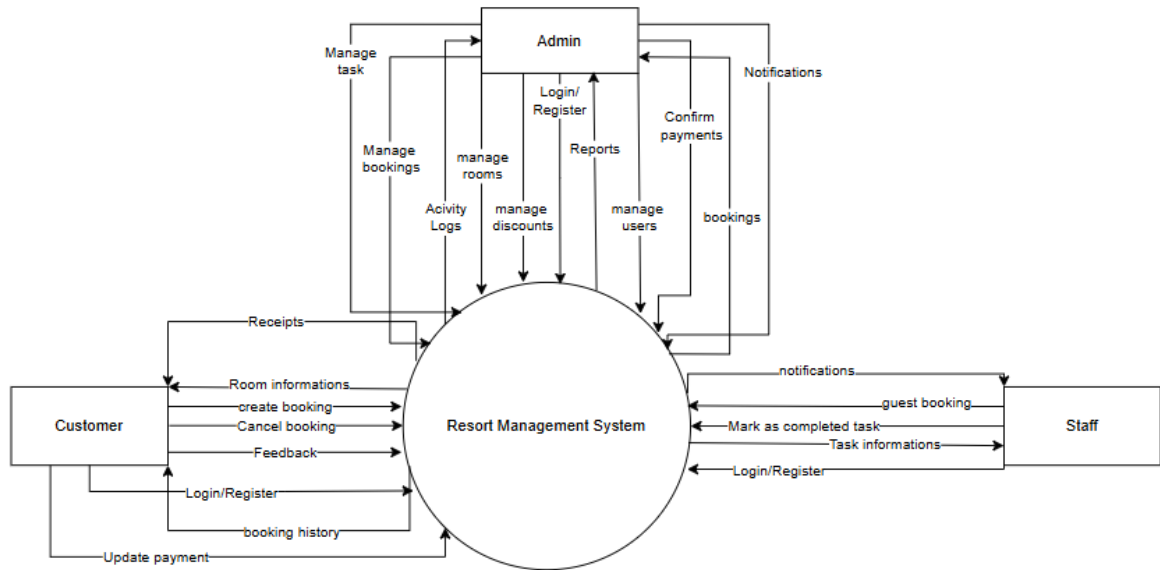 Admin
Manage
task
Notifications
Login/
Register
Confirm
payments
Manage
bookings
manage
rooms
Reports
Acivity
Logs
manage
discounts
manage
users
bookings
Receipts
Room informations
create booking
Cancel booking
Feedback
Login/Register
booking history
Update payment
Customer
Resort Management System
notifications
guest booking
Mark as completed task
Task informations
Login/Register
Staff